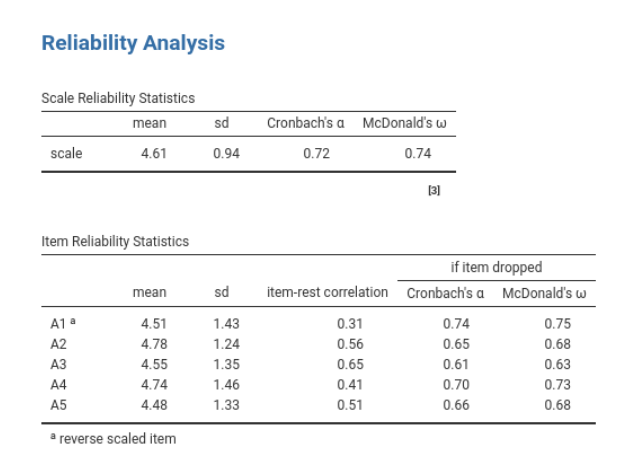 Reliability Analysis
Scale Reliability Statistics
mean sd Cronbach's α McDonald's ω
scale 4.61 0.94 0.72 0.74
[3]
Item Reliability Statistics
if item dropped
mean sd item-rest correlation Cronbach's α McDonald's ω
A1 ª 4.51 1.43 0.31 0.74 0.75
A2 4.78 1.24 0.56 0.65 0.68
A3 4.55 1.35 0.65 0.61 0.63
A4 4.74 1.46 0.41 0.70 0.73
A5 4.48 1.33 0.51 0.66 0.68
ª reverse scaled item